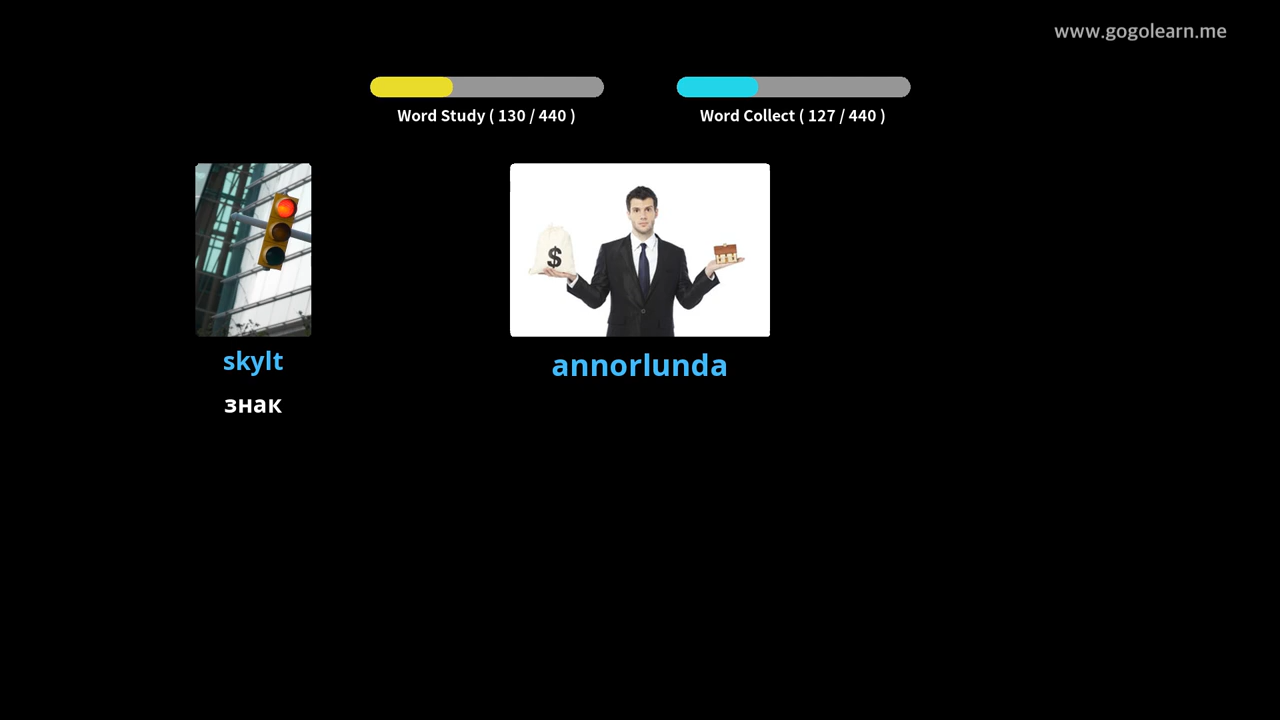 www.gogolearn.me
Word Study ( 130 / 440 )
Word Collect ( 127 / 440 )
$
skylt
annorlunda
знак